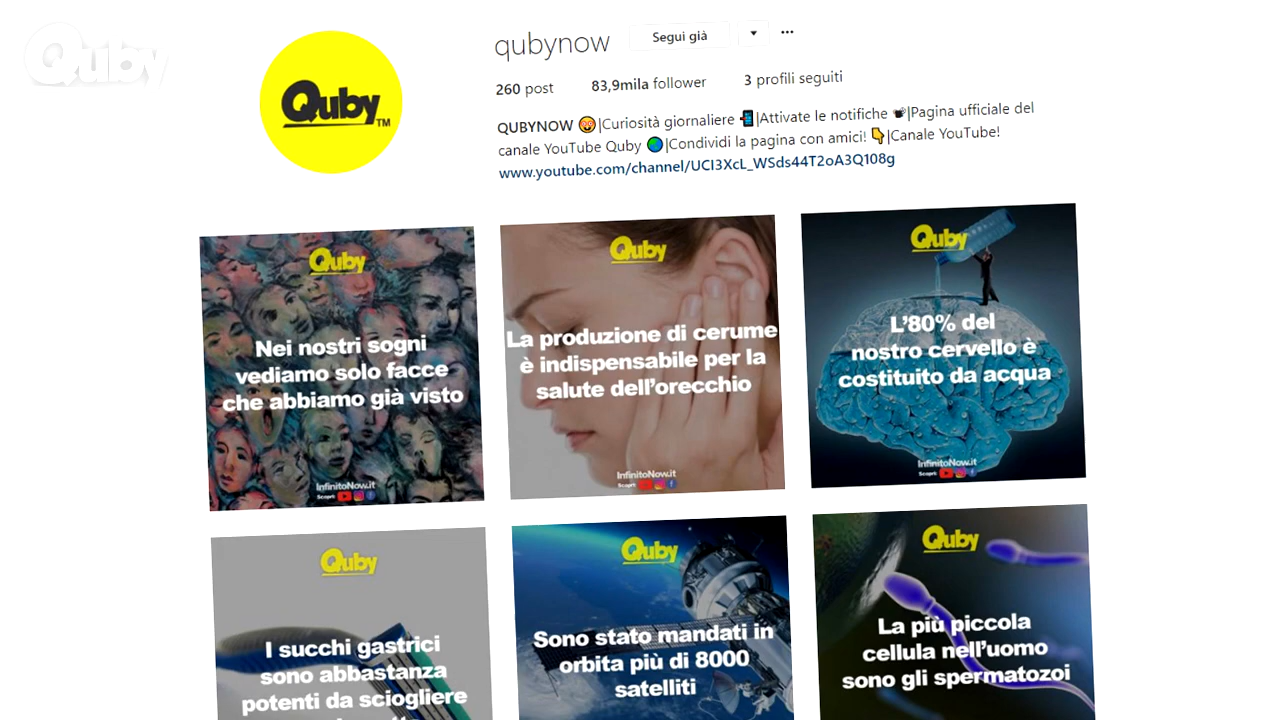 Quby
Quby™
qubynow
Segui già
260 post
83,9mila follower
3 profili seguiti
QUBYNOW |Curiosità giornaliere |Attivate le notifiche |Pagina ufficiale del
canale YouTube Quby |Condividi la pagina con amici! |Canale YouTube!
www.youtube.com/channel/UCI3XcL_WSds44T2oA3Q108g
Quby
Nei nostri sogni
vediamo solo facce
che abbiamo già visto
InfinitoNow.it
Scopri:
Quby
La produzione di cerume
è indispensabile per la
salute dell'orecchio
InfinitoNow.it
Scopri:
Quby
L'80% del
nostro cervello è
costituito da acqua
InfinitoNow.it
Scopri:
Quby
I succhi gastrici
sono abbastanza
potenti da sciogliere
Quby
Sono stato mandati in
orbita più di 8000
satelliti
Quby
La più piccola
cellula nell'uomo
sono gli spermatozoi